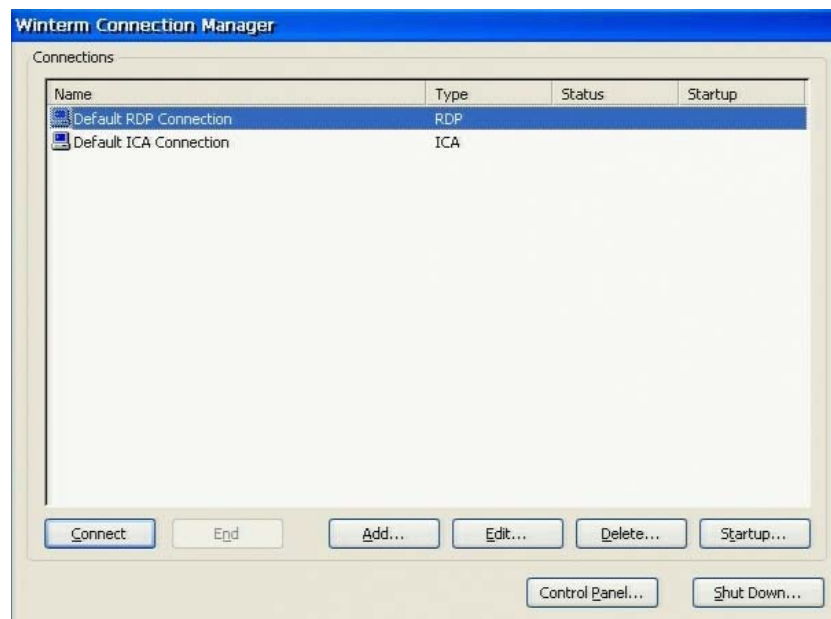 Winterm Connection Manager
Connections
Name Type Status Startup
Default RDP Connection RDP
Default ICA Connection ICA
Connect End Add... Edit... Delete... Startup...
Control Panel... Shut Down...